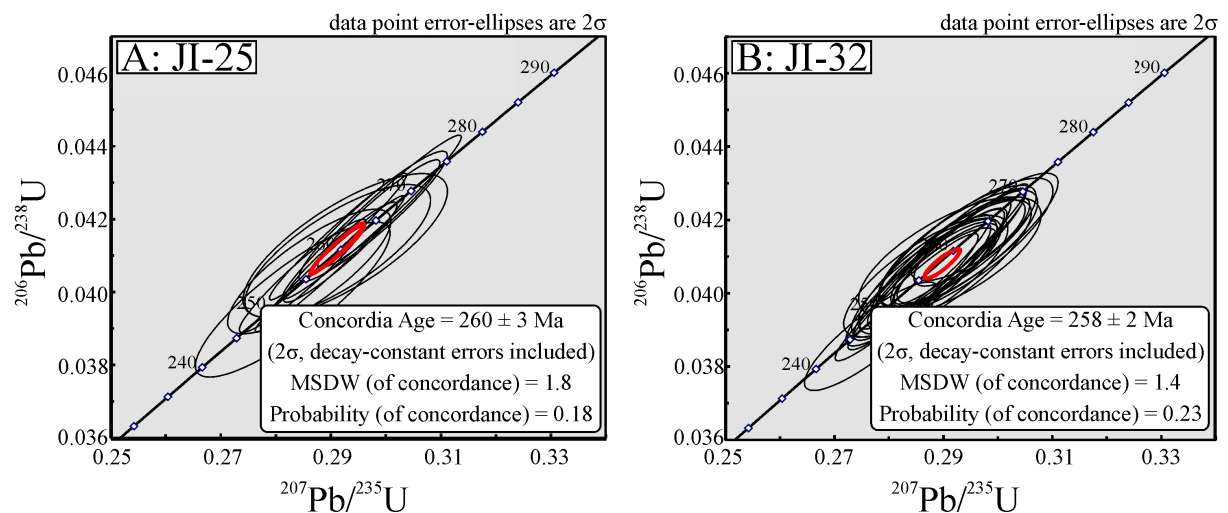 data point error-ellipses are 2σ
A: JI-25
0.046
0.044
0.042
0.040
0.038
0.036
²⁰⁶Pb/²³⁸U
290
280
270
260
250
240
Concordia Age = 260 ± 3 Ma
(2σ, decay-constant errors included)
MSDW (of concordance) = 1.8
Probability (of concordance) = 0.18
0.25
0.27
0.29
0.31
0.33
²⁰⁷Pb/²³⁵U
data point error-ellipses are 2σ
B: JI-32
0.046
0.044
0.042
0.040
0.038
0.036
²⁰⁶Pb/²³⁸U
290
280
270
240
Concordia Age = 258 ± 2 Ma
(2σ, decay-constant errors included)
MSDW (of concordance) = 1.4
Probability (of concordance) = 0.23
0.25
0.27
0.29
0.31
0.33
²⁰⁷Pb/²³⁵U